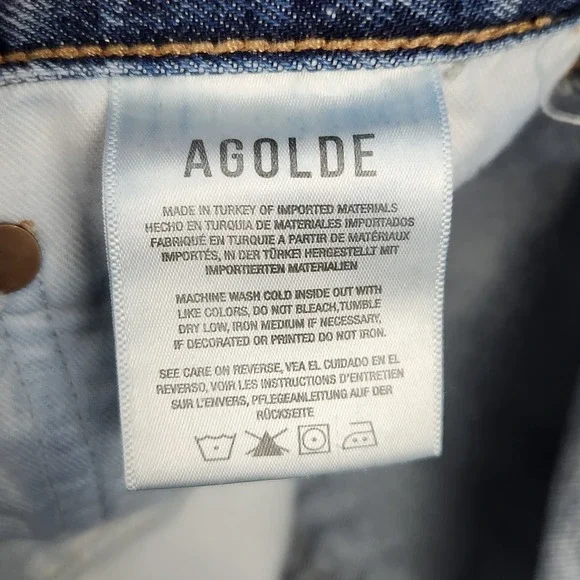 AGOLDE
MADE IN TURKEY OF IMPORTED MATERIALS
HECHO EN TURQUIA DE MATERIALES IMPORTADOS
FABRIQUÉ EN TURQUIE A PARTIR DE MATÉRIAUX
IMPORTÉS, IN DER TÜRKEI HERGESTELLT MIT
IMPORTIERTEN MATERIALIEN
MACHINE WASH COLD INSIDE OUT WITH
LIKE COLORS, DO NOT BLEACH,TUMBLE
DRY LOW, IRON MEDIUM IF NECESSARY,
IF DECORATED OR PRINTED DO NOT IRON.
SEE CARE ON REVERSE, VEA EL CUIDADO EN EL
REVERSO, VOIR LES INSTRUCTIONS D'ENTRETIEN
SUR L'ENVERS, PFLEGEANLEITUNG AUF DER
RÜCKSEITE